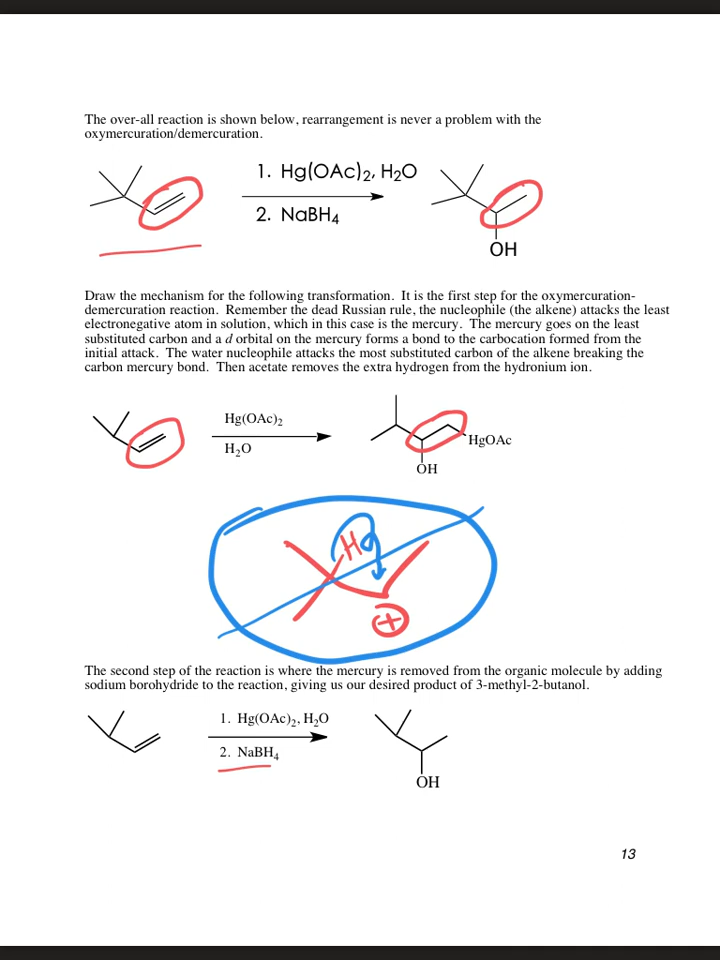 The over-all reaction is shown below, rearrangement is never a problem with the
oxymercuration/demercuration.
1. Hg(OAc)₂, H₂O
2. NaBH₄
OH
Draw the mechanism for the following transformation. It is the first step for the oxymercuration-
demercuration reaction. Remember the dead Russian rule, the nucleophile (the alkene) attacks the least
electronegative atom in solution, which in this case is the mercury. The mercury goes on the least
substituted carbon and a d orbital on the mercury forms a bond to the carbocation formed from the
initial attack. The water nucleophile attacks the most substituted carbon of the alkene breaking the
carbon mercury bond. Then acetate removes the extra hydrogen from the hydronium ion.
Hg(OAc)₂
H₂O
HgOAc
OH
Hg
+
The second step of the reaction is where the mercury is removed from the organic molecule by adding
sodium borohydride to the reaction, giving us our desired product of 3-methyl-2-butanol.
1. Hg(OAc)₂, H₂O
2. NaBH₄
OH
13